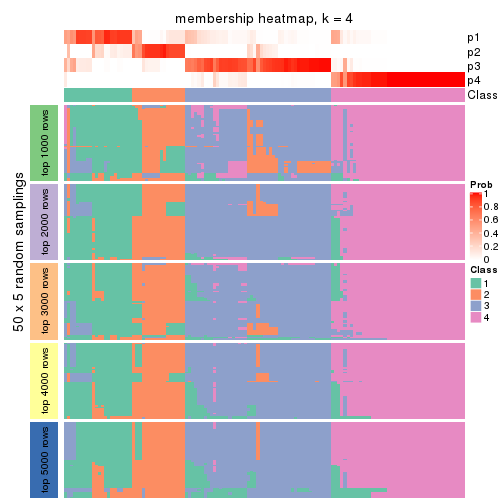 membership heatmap, k = 4
p1
p2
p3
p4
Class
50 x 5 random samplings
top 1000 rows
top 2000 rows
top 3000 rows
top 4000 rows
top 5000 rows
Prob
1
0.8
0.6
0.4
0.2
0
Class
1
2
3
4